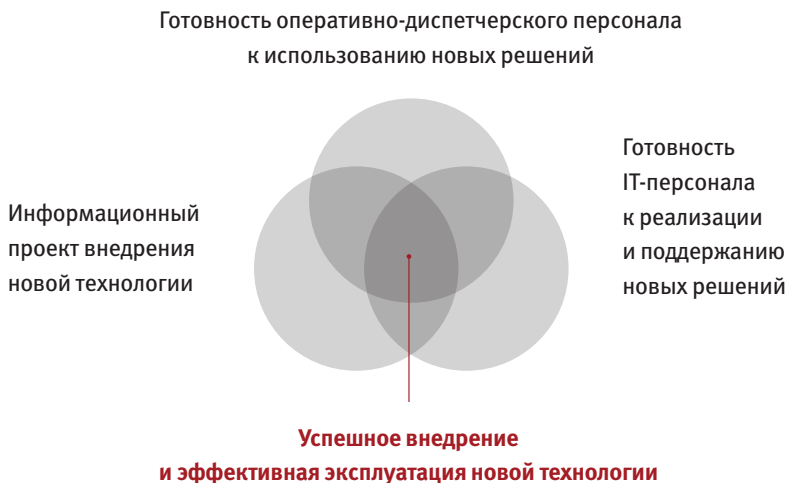 Готовность оперативно-диспетчерского персонала
к использованию новых решений
Информационный
проект внедрения
новой технологии
Готовность
IT-персонала
к реализации
и поддержанию
новых решений
Успешное внедрение
и эффективная эксплуатация новой технологии